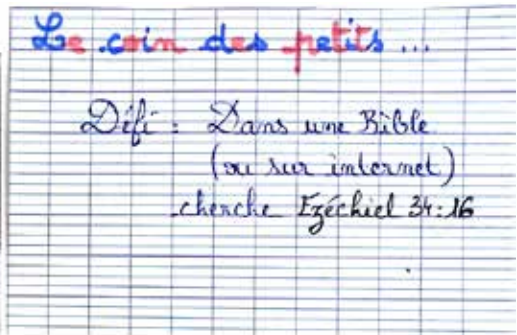 Le coin des petits...
Défi : Dans une Bible
(ou sur internet)
cherche Ezéchiel 34:16